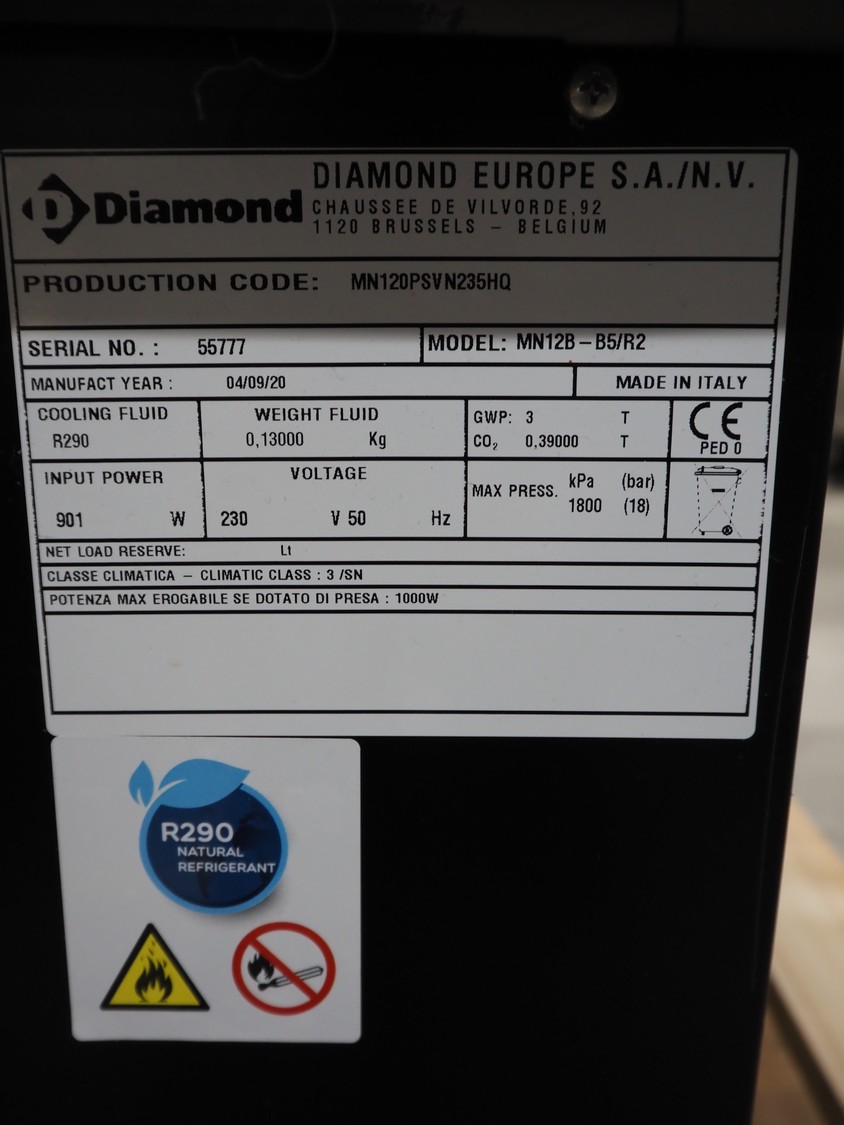 Diamond
DIAMOND EUROPE S.A./N.V.
CHAUSSEE DE VILVORDE,92
1120 BRUSSELS – BELGIUM
PRODUCTION CODE: MN120PSVN235HQ
SERIAL NO. : 55777
MODEL: MN12B – B5/R2
MANUFACT YEAR : 04/09/20
MADE IN ITALY
COOLING FLUID
R290
WEIGHT FLUID
0,13000 Kg
GWP: 3 T
CO₂ 0,39000 T
CE
PED 0
INPUT POWER
901 W
VOLTAGE
230 V 50 Hz
MAX PRESS. kPa (bar)
1800 (18)
NET LOAD RESERVE: Lt
CLASSE CLIMATICA – CLIMATIC CLASS : 3 /SN
POTENZA MAX EROGABILE SE DOTATO DI PRESA : 1000W
R290
NATURAL
REFRIGERANT